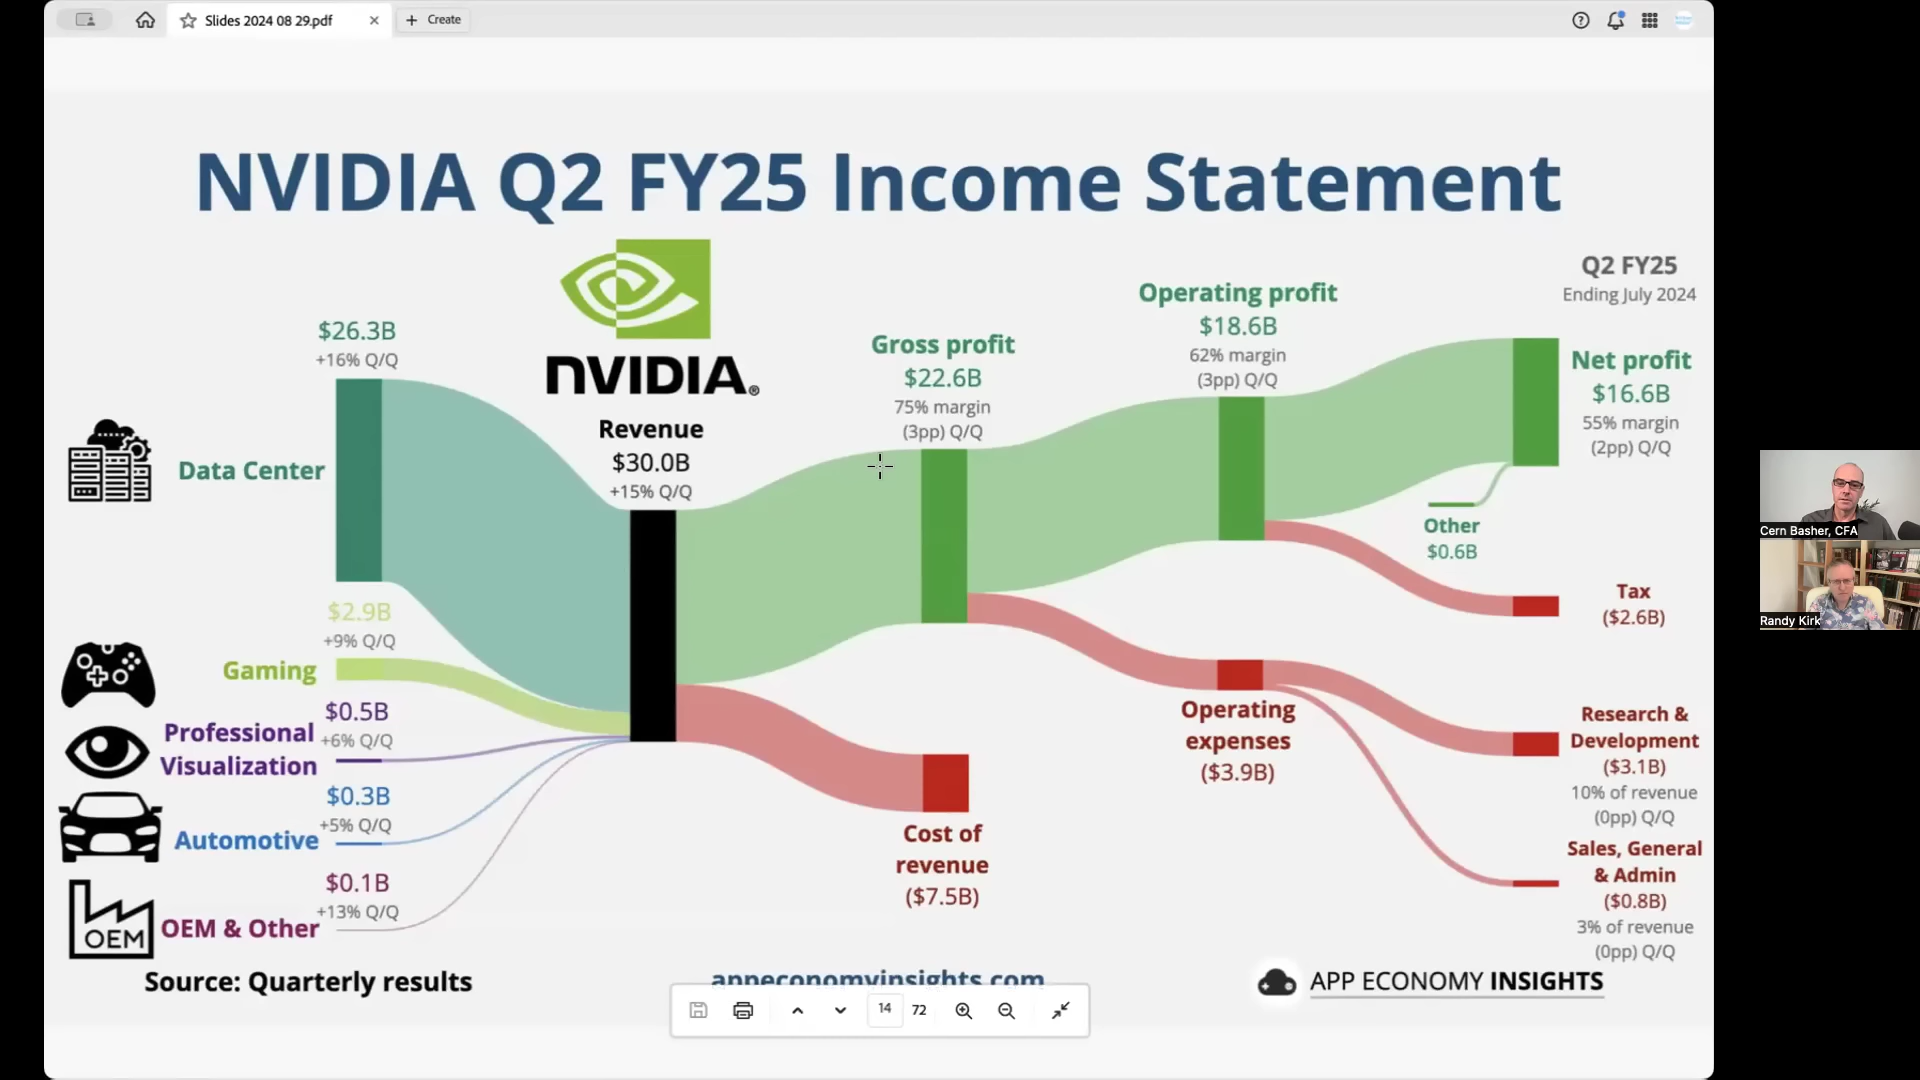 Slides 2024 08 29.pdf
Create
NVIDIA Q2 FY25 Income Statement
Q2 FY25
Ending July 2024
nVIDIA®
Revenue
$30.0B
+15% Q/Q
$26.3B
+16% Q/Q
Data Center
$2.9B
+9% Q/Q
Gaming
$0.5B
+6% Q/Q
Professional
Visualization
$0.3B
+5% Q/Q
Automotive
$0.1B
+13% Q/Q
OEM
OEM & Other
Gross profit
$22.6B
75% margin
(3pp) Q/Q
Cost of
revenue
($7.5B)
Operating profit
$18.6B
62% margin
(3pp) Q/Q
Operating
expenses
($3.9B)
Net profit
$16.6B
55% margin
(2pp) Q/Q
Other
$0.6B
Tax
($2.6B)
Research &
Development
($3.1B)
10% of revenue
(0pp) Q/Q
Sales, General
& Admin
($0.8B)
3% of revenue
(0pp) Q/Q
Source: Quarterly results
appeconomyinsights.com
APP ECONOMY INSIGHTS
14 72
Cern Basher, CFA
Randy Kirk